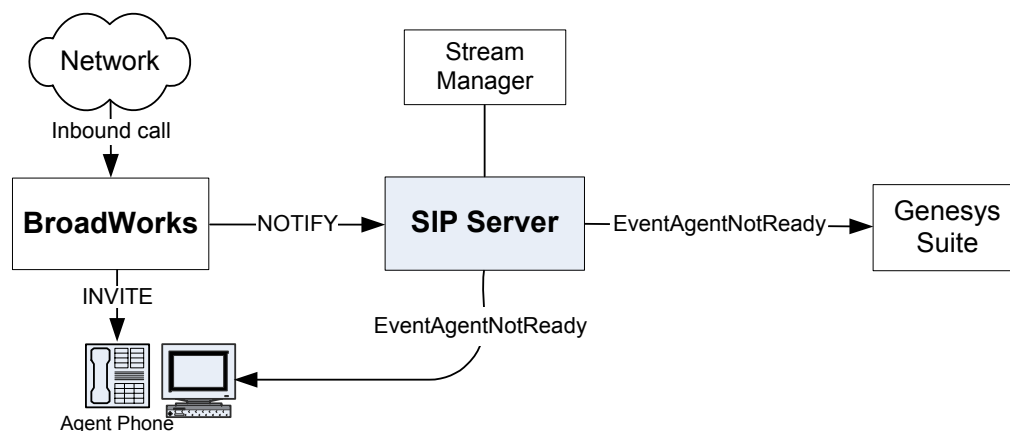 Network
Stream
Manager
Inbound call
BroadWorks
NOTIFY
SIP Server
EventAgentNotReady
Genesys
Suite
INVITE
EventAgentNotReady
Agent Phone